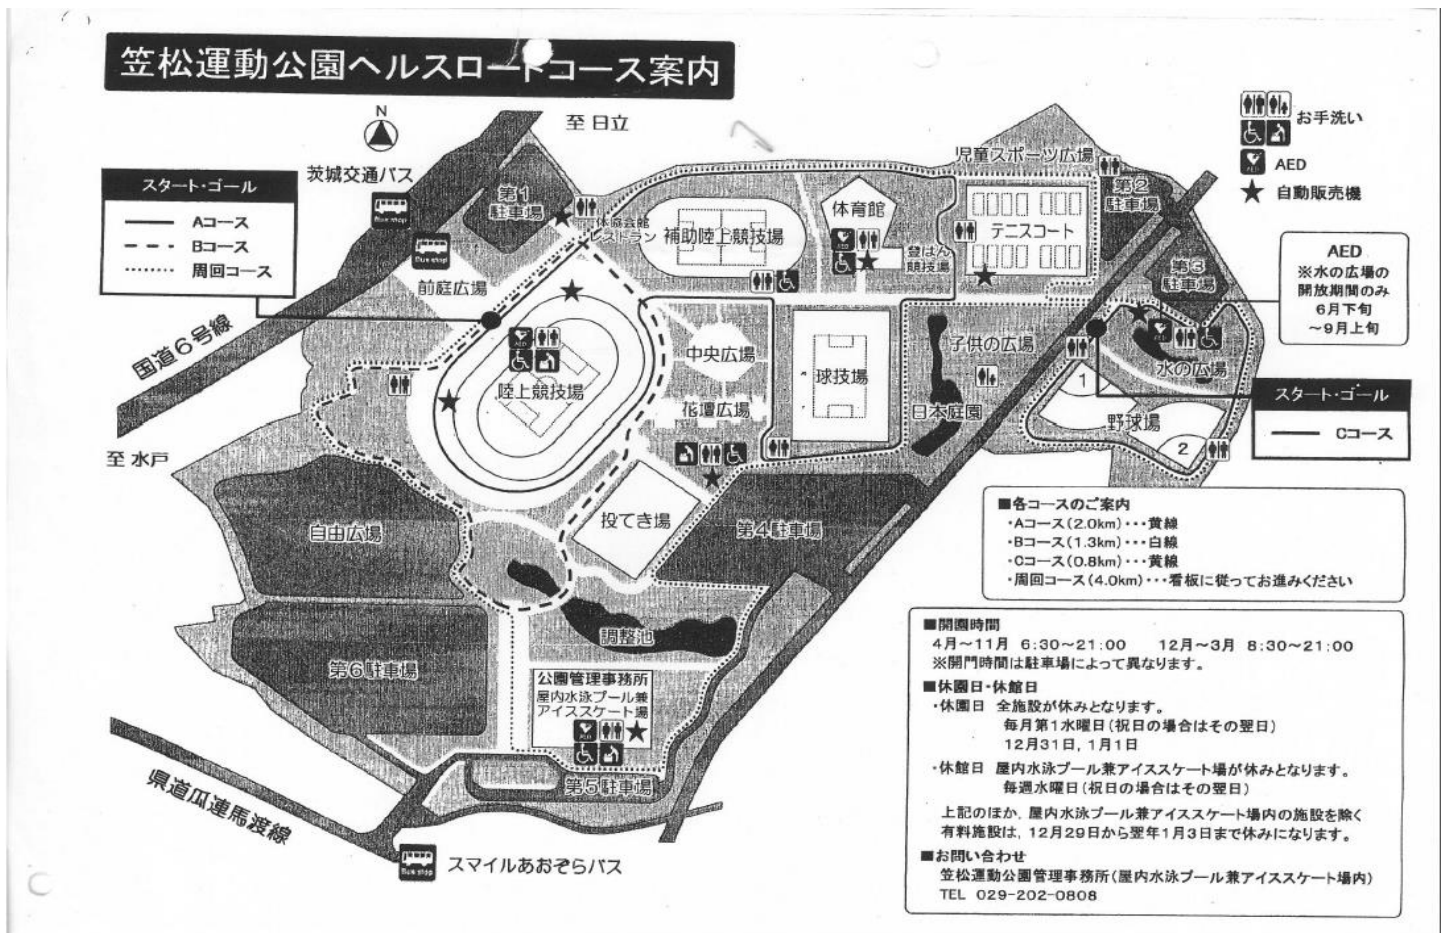 笠松運動公園ヘルスロードコース案内
N
至 日立
お手洗い
AED
自動販売機
茨城交通バス
Bus stop
Bus stop
スタート・ゴール
Aコース
Bコース
周回コース
第1
駐車場
体協会館
レストラン
補助陸上競技場
体育館
登はん
競技場
児童スポーツ広場
テニスコート
第2
駐車場
第3
駐車場
AED
※水の広場の
開放期間のみ
6月下旬
～9月上旬
前庭広場
国道6号線
陸上競技場
中央広場
花壇広場
球技場
子供の広場
日本庭園
水の広場
野球場
1
2
スタート・ゴール
Cコース
至 水戸
自由広場
投てき場
第4駐車場
調整池
第6駐車場
公園管理事務所
屋内水泳プール兼
アイススケート場
第5駐車場
県道瓜連馬渡線
Bus stop
スマイルあおぞらバス
■各コースのご案内
・Aコース(2.0km)・・・黄線
・Bコース(1.3km)・・・白線
・Cコース(0.8km)・・・黄線
・周回コース(4.0km)・・・看板に従ってお進みください
■開園時間
4月～11月 6:30～21:00 12月～3月 8:30～21:00
※開門時間は駐車場によって異なります。
■休園日・休館日
・休園日 全施設が休みとなります。
毎月第1水曜日(祝日の場合はその翌日)
12月31日, 1月1日
・休館日 屋内水泳プール兼アイススケート場が休みとなります。
毎週水曜日(祝日の場合はその翌日)
上記のほか, 屋内水泳プール兼アイススケート場内の施設を除く
有料施設は, 12月29日から翌年1月3日まで休みになります。
■お問い合わせ
笠松運動公園管理事務所(屋内水泳プール兼アイススケート場内)
TEL 029-202-0808